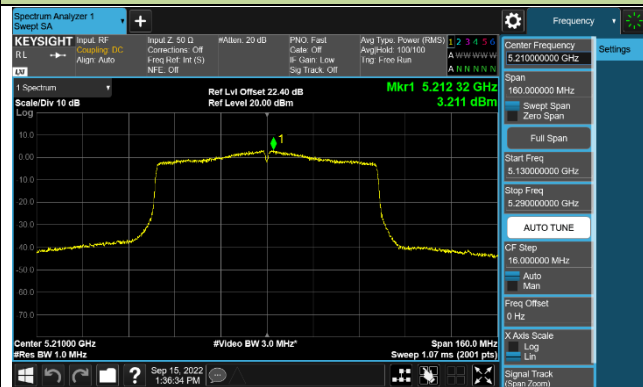 Spectrum Analyzer 1
Swept SA
Frequency
KEYSIGHT
Input: RF
Input Z: 50 Ω
#Atten: 20 dB
PNO: Fast
Avg Type: Power (RMS)
1 2 3 4 5 6
RL
Coupling: DC
Corrections: Off
Gate: Off
Avg|Hold: 100/100
A W W W W W
Align: Auto
Freq Ref: Int (S)
IF Gain: Low
Trig: Free Run
NFE: Off
Sig Track: Off
A N N N N N
LXI
1 Spectrum
Scale/Div 10 dB
Log
Ref Lvl Offset 22.40 dB
Ref Level 20.00 dBm
Mkr1 5.212 32 GHz
3.211 dBm
10.0
0.00
-10.0
-20.0
-30.0
-40.0
-50.0
-60.0
-70.0
1
Center 5.21000 GHz
#Res BW 1.0 MHz
#Video BW 3.0 MHz*
Span 160.0 MHz
Sweep 1.07 ms (2001 pts)
Sep 15, 2022
1:36:34 PM
Center Frequency
5.210000000 GHz
Settings
Span
160.000000 MHz
Swept Span
Zero Span
Full Span
Start Freq
5.130000000 GHz
Stop Freq
5.290000000 GHz
AUTO TUNE
CF Step
16.000000 MHz
Auto
Man
Freq Offset
0 Hz
X Axis Scale
Log
Lin
Signal Track
(Span Zoom)